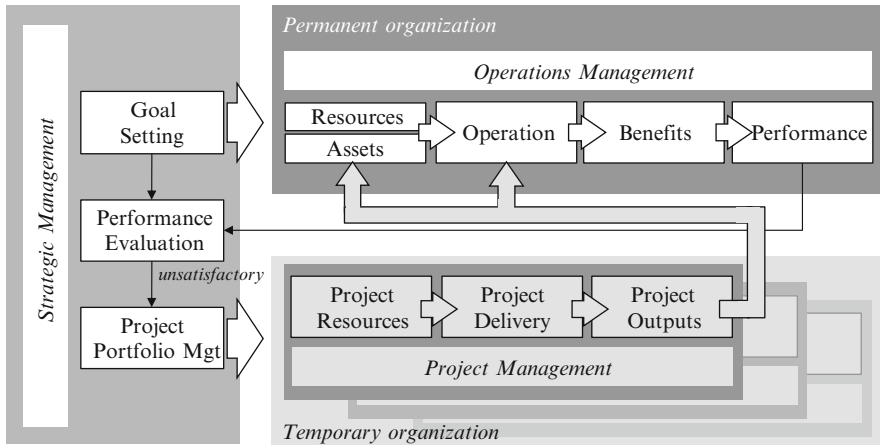 Strategic Management
Goal
Setting
Performance
Evaluation
unsatisfactory
Project
Portfolio Mgt
Permanent organization
Operations Management
Resources
Assets
Operation
Benefits
Performance
Project
Resources
Project
Delivery
Project
Outputs
Project Management
Temporary organization